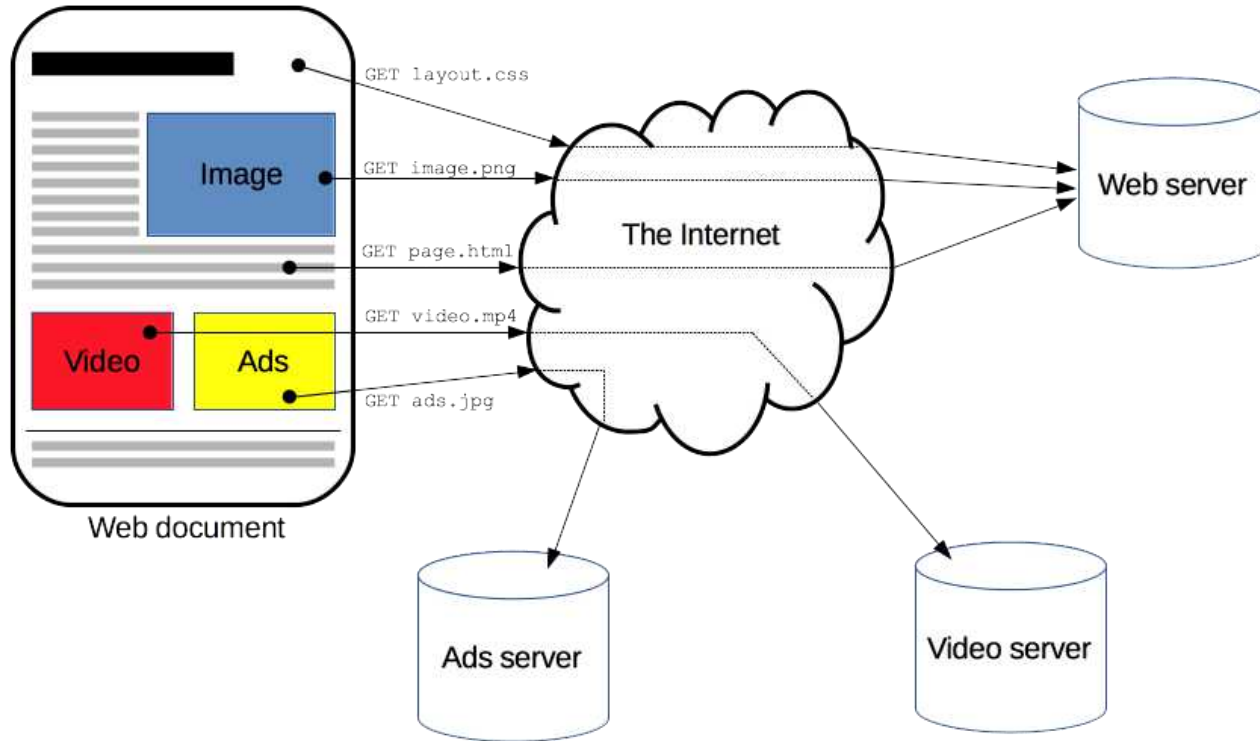 GET layout.css
Image
GET image.png
Web server
The Internet
GET page.html
GET video.mp4
Video
Ads
GET ads.jpg
Web document
Ads server
Video server